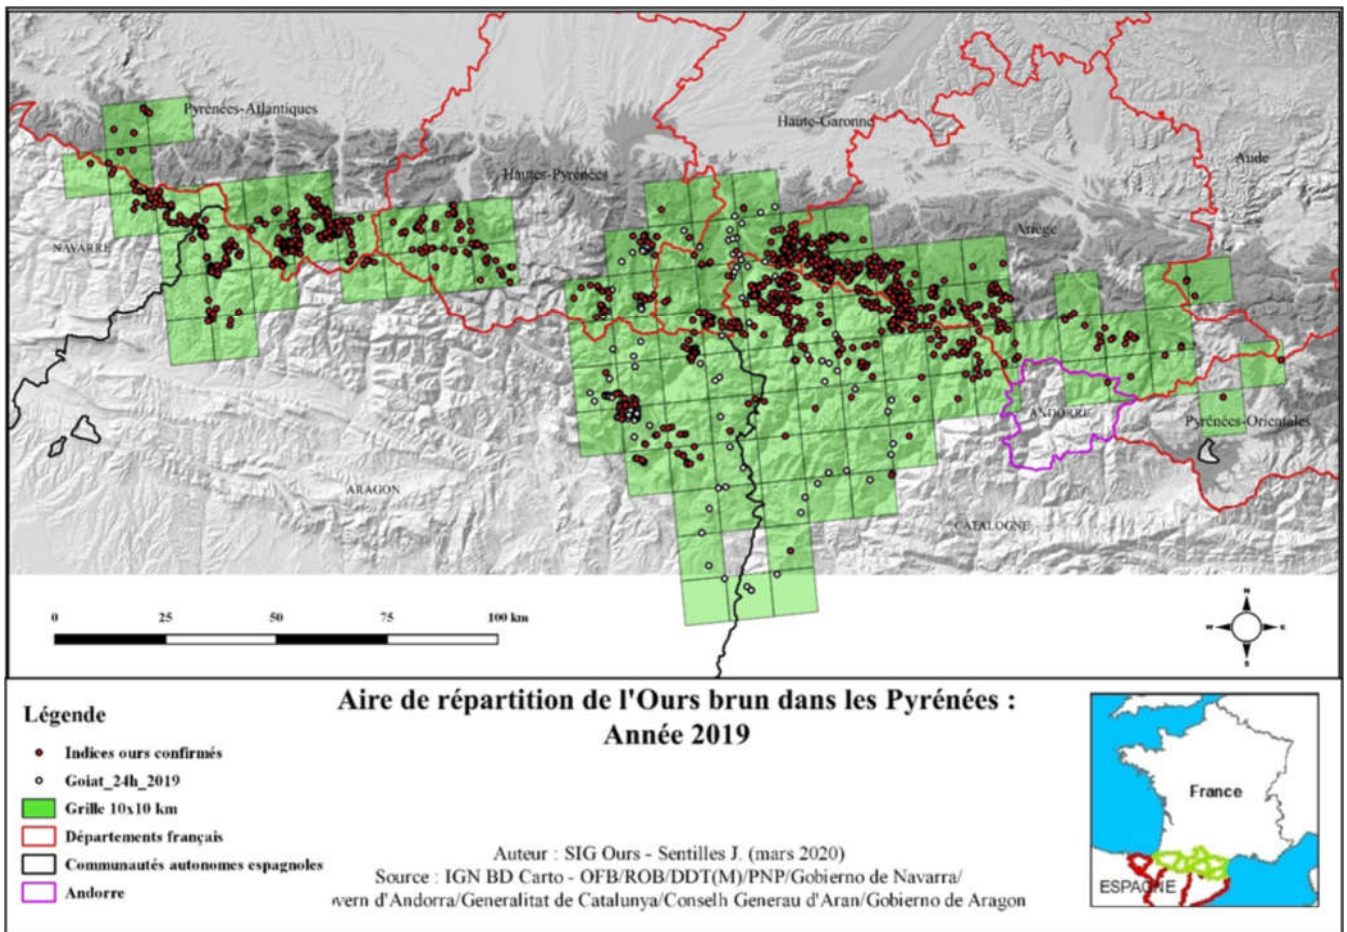 Pyrénées-Atlantiques
Haute-Garonne
Aude
Hautes-Pyrénées
Ariège
NAVARRE
ANDORRE
Pyrénées-Orientales
ARAGON
CATALOGNE
0 25 50 75 100 km
N
S
Aire de répartition de l'Ours brun dans les Pyrénées :
Année 2019
Légende
Indices ours confirmés
Goiat_24h_2019
Grille 10x10 km
Départements français
Communautés autonomes espagnoles
Andorre
Auteur : SIG Ours - Sentilles J. (mars 2020)
Source : IGN BD Carto - OFB/ROB/DDT(M)/PNP/Gobierno de Navarra/
vern d'Andorra/Generalitat de Catalunya/Conselh Generau d'Aran/Gobierno de Aragon
France
ESPAGNE